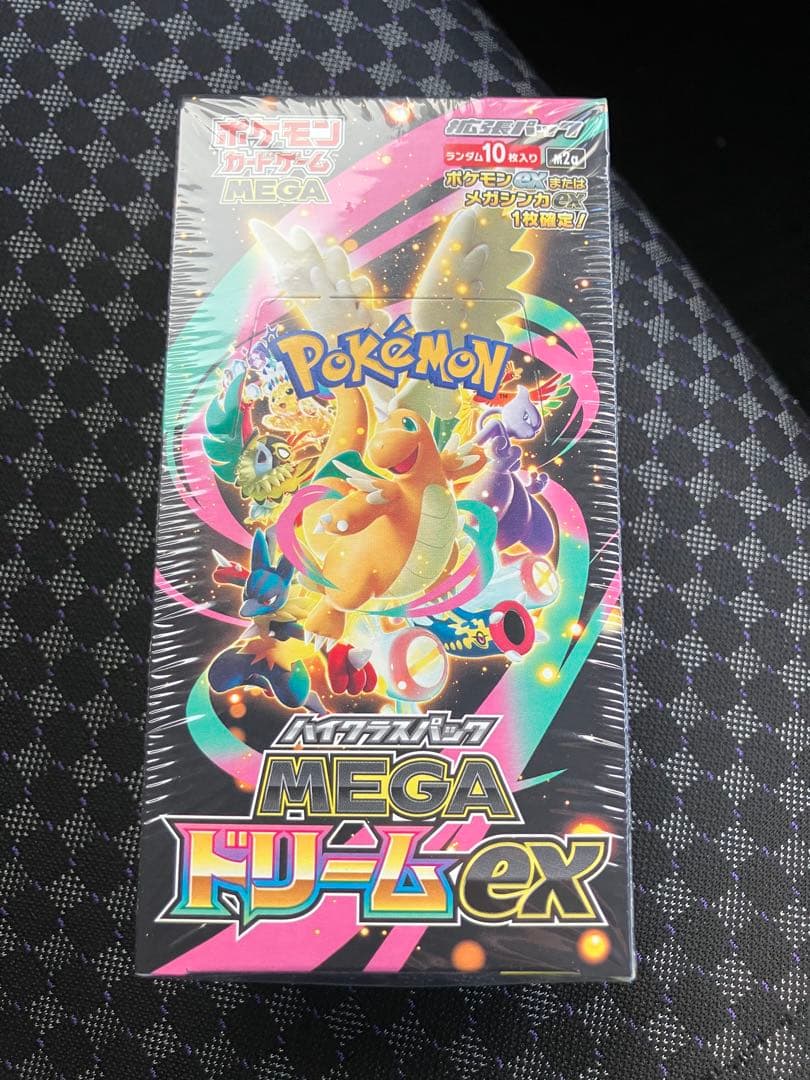 ポケモン
カードゲーム
MEGA
拡張パック
ランダム10枚入り M2a
ポケモンexまたは
メガシンカex
1枚確定!
POKéMON
TM
ハイクラスパック
MEGA
ドリームex